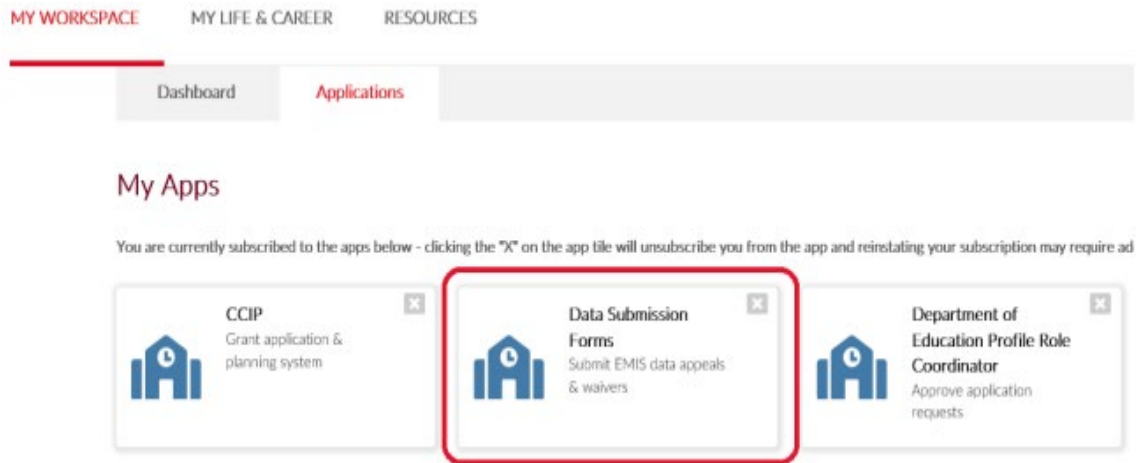 MY WORKSPACE MY LIFE & CAREER RESOURCES
Dashboard Applications
My Apps
You are currently subscribed to the apps below - clicking the "X" on the app tile will unsubscribe you from the app and reinstating your subscription may require ad
CCIP
Grant application &
planning system
Data Submission
Forms
Submit EMIS data appeals
& waivers
Department of
Education Profile Role
Coordinator
Approve application
requests